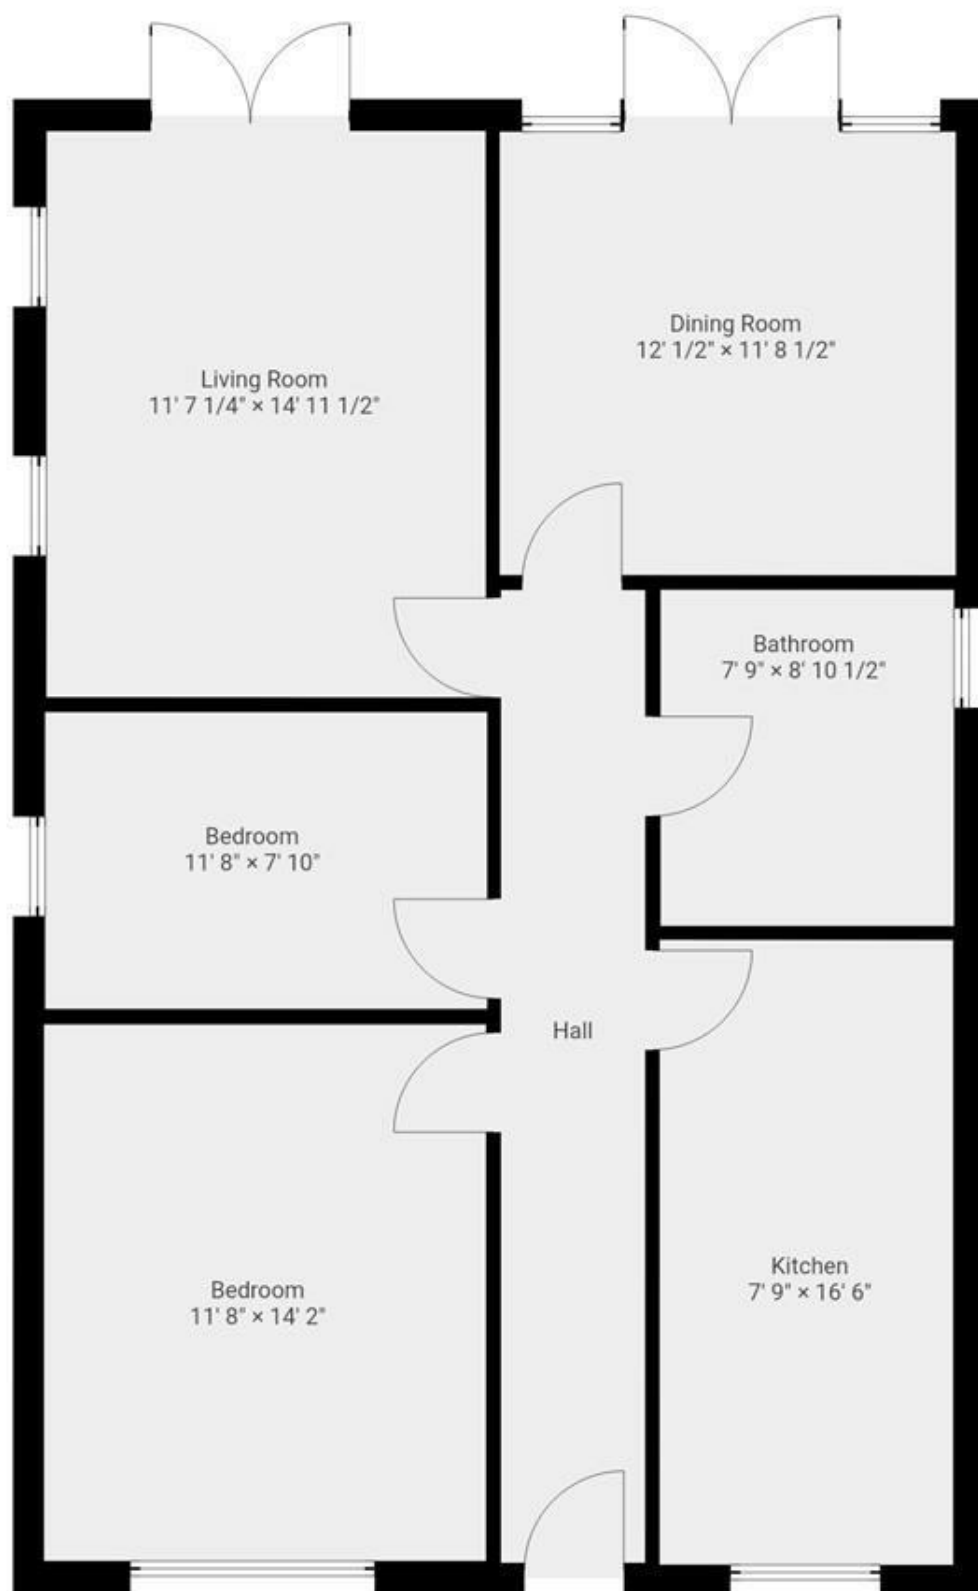 Dining Room
12' 1/2" × 11' 8 1/2"
Living Room
11' 7 1/4" × 14' 11 1/2"
Bathroom
7' 9" × 8' 10 1/2"
Bedroom
11' 8" × 7' 10"
Hall
Kitchen
7' 9" × 16' 6"
Bedroom
11' 8" × 14' 2"